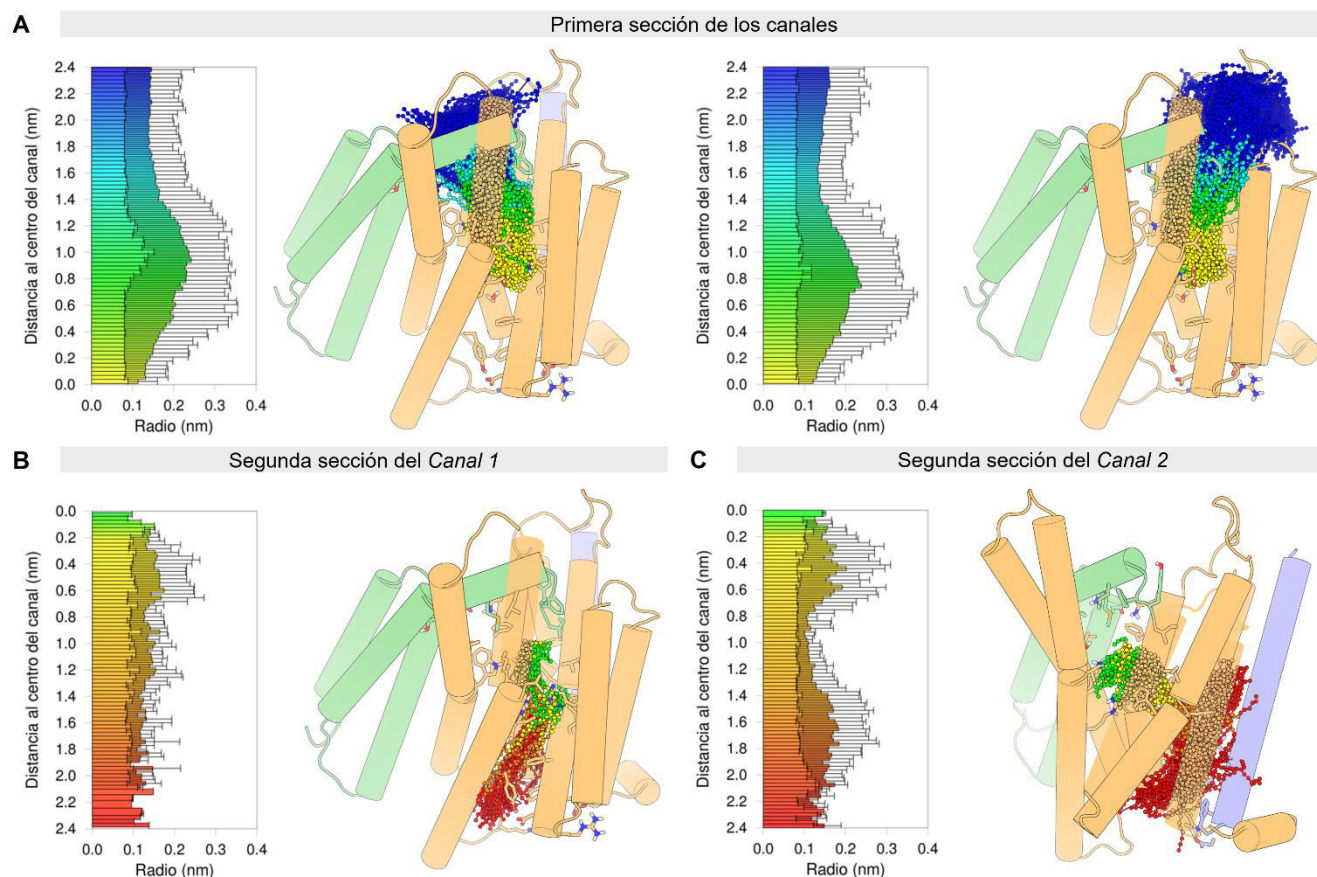 A
Primera sección de los canales
Distancia al centro del canal (nm)
2.4
2.2
2.0
1.8
1.6
1.4
1.2
1.0
0.8
0.6
0.4
0.2
0.0
0.0 0.1 0.2 0.3 0.4
Radio (nm)
Distancia al centro del canal (nm)
2.4
2.2
2.0
1.8
1.6
1.4
1.2
1.0
0.8
0.6
0.4
0.2
0.0
0.0 0.1 0.2 0.3 0.4
Radio (nm)
B
Segunda sección del Canal 1
Distancia al centro del canal (nm)
0.0
0.2
0.4
0.6
0.8
1.0
1.2
1.4
1.6
1.8
2.0
2.2
2.4
0.0 0.1 0.2 0.3 0.4
Radio (nm)
C
Segunda sección del Canal 2
Distancia al centro del canal (nm)
0.0
0.2
0.4
0.6
0.8
1.0
1.2
1.4
1.6
1.8
2.0
2.2
2.4
0.0 0.1 0.2 0.3 0.4
Radio (nm)